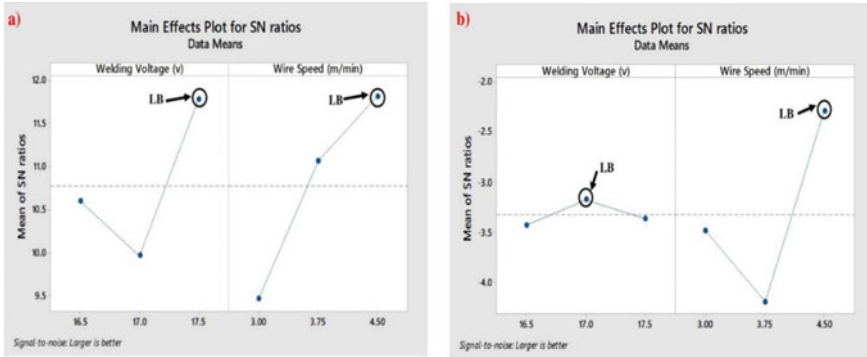 a)
Main Effects Plot for SN ratios
Data Means
Welding Voltage (v) Wire Speed (m/min)
12.0
LB LB
11.5
11.0
10.5
10.0
9.5
Mean of SN ratios
16.5 17.0 17.5 3.00 3.75 4.50
Signal-to-noise: Larger is better
b)
Main Effects Plot for SN ratios
Data Means
Welding Voltage (v) Wire Speed (m/min)
-2.0
LB
-2.5
LB
-3.0
-3.5
-4.0
Mean of SN ratios
16.5 17.0 17.5 3.00 3.75 4.50
Signal-to-noise: Larger is better